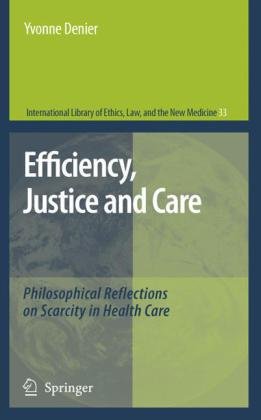 Yvonne Denier
International Library of Ethics, Law, and the New Medicine 33
Efficiency,
Justice and Care
Philosophical Reflections
on Scarcity in Health Care
Springer